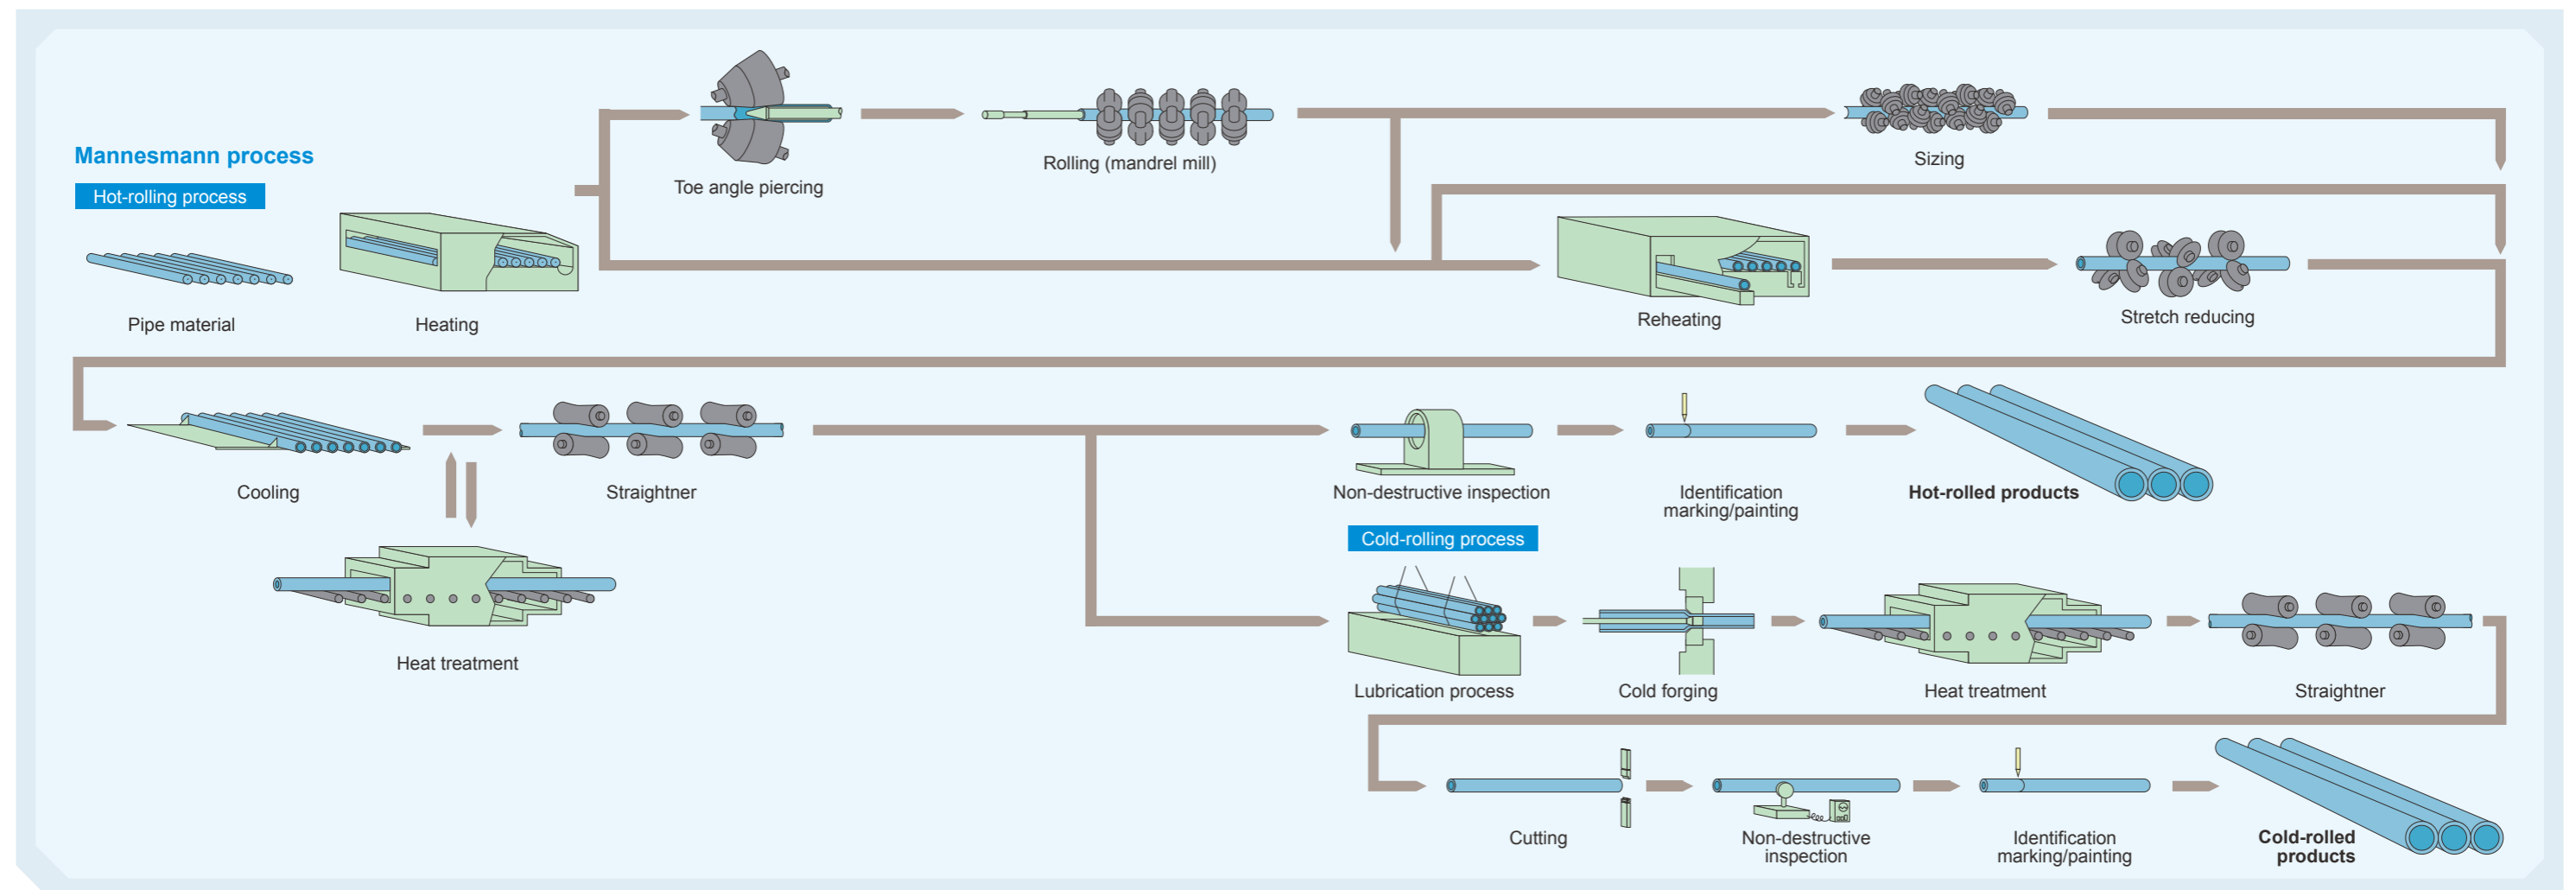 Mannesmann process
Hot-rolling process
Pipe material
Heating
Toe angle piercing
Rolling (mandrel mill)
Sizing
Reheating
Stretch reducing
Cooling
Straightner
Heat treatment
Non-destructive inspection
Identification
marking/painting
Hot-rolled products
Cold-rolling process
Lubrication process
Cold forging
Heat treatment
Straightner
Cutting
Non-destructive
inspection
Identification
marking/painting
Cold-rolled
products